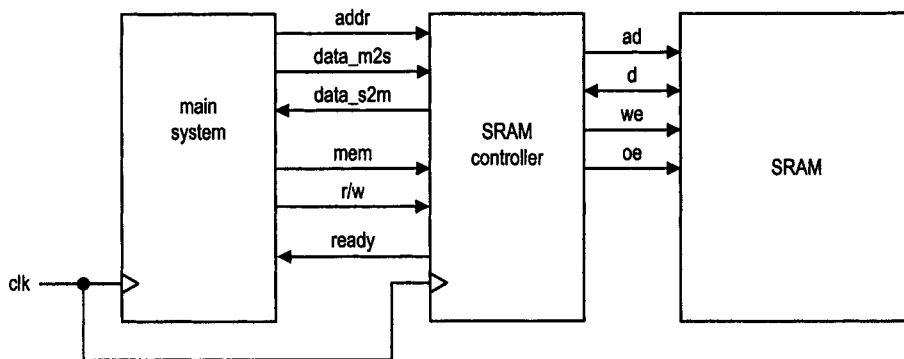 addr
data_m2s
data_s2m
main
system
mem
r/w
ready
clk
SRAM
controller
ad
d
we
oe
SRAM